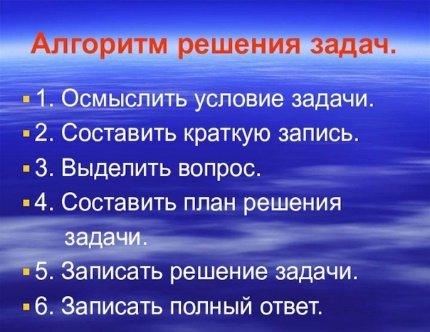 Алгоритм решения задач.
1. Осмыслить условие задачи.
2. Составить краткую запись.
3. Выделить вопрос.
4. Составить план решения
задачи.
5. Записать решение задачи.
6. Записать полный ответ.